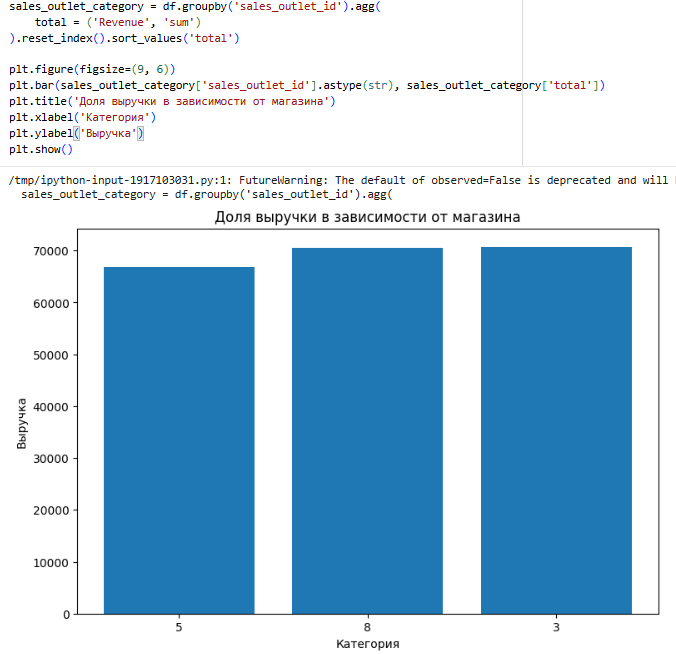 sales_outlet_category = df.groupby('sales_outlet_id').agg(
    total = ('Revenue', 'sum')
).reset_index().sort_values('total')
plt.figure(figsize=(9, 6))
plt.bar(sales_outlet_category['sales_outlet_id'].astype(str), sales_outlet_category['total'])
plt.title('Доля выручки в зависимости от магазина')
plt.xlabel('Категория')
plt.ylabel('Выручка')
plt.show()
/tmp/ipython-input-1917103031.py:1: FutureWarning: The default of observed=False is deprecated and will
  sales_outlet_category = df.groupby('sales_outlet_id').agg(
Доля выручки в зависимости от магазина
70000
60000
50000
40000
30000
20000
10000
0
Выручка
5 8 3
Категория